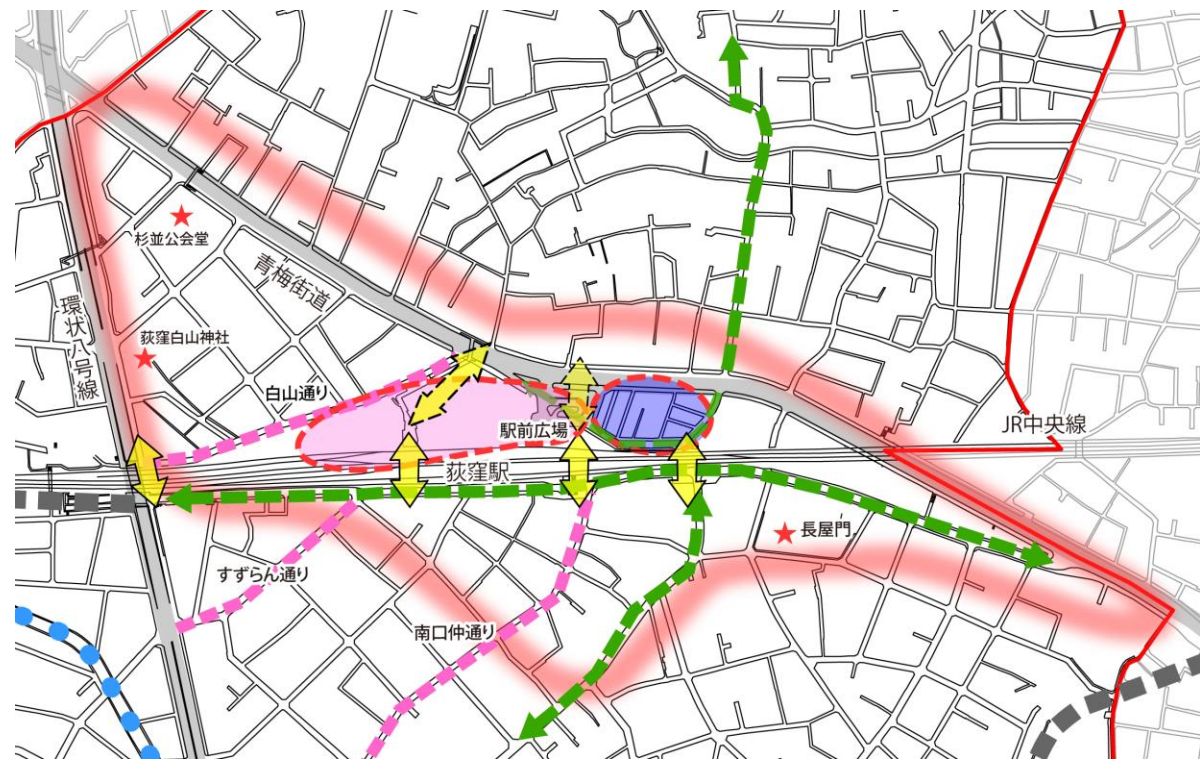 杉並公会堂
青梅街道
環状八号線
荻窪白山神社
白山通り
駅前広場
JR中央線
荻窪駅
長屋門
すずらん通り
南口仲通り